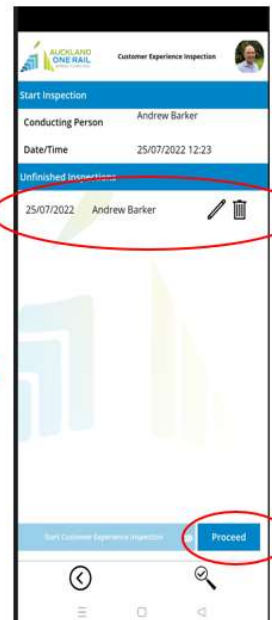 AUCKLAND
ONE RAIL
Customer Experience Inspection
Start Inspection
Conducting Person Andrew Barker
Date/Time 25/07/2022 12:23
Unfinished Inspections
25/07/2022 Andrew Barker
Start Customer Experience Inspection
Proceed